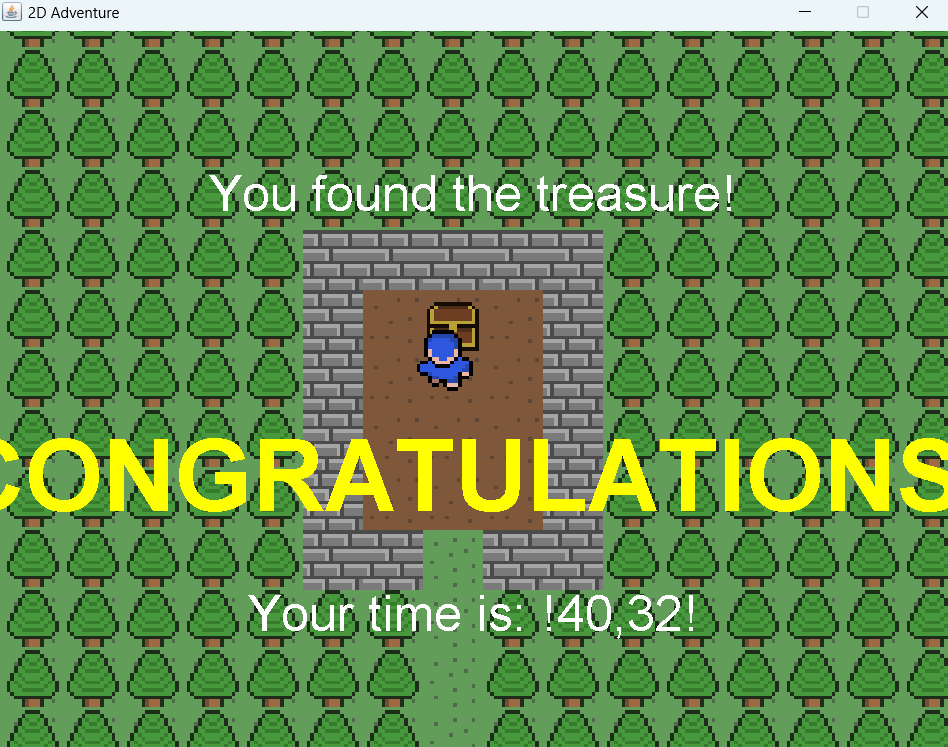 2D Adventure
You found the treasure!
CONGRATULATIONS
Your time is: !40,32!